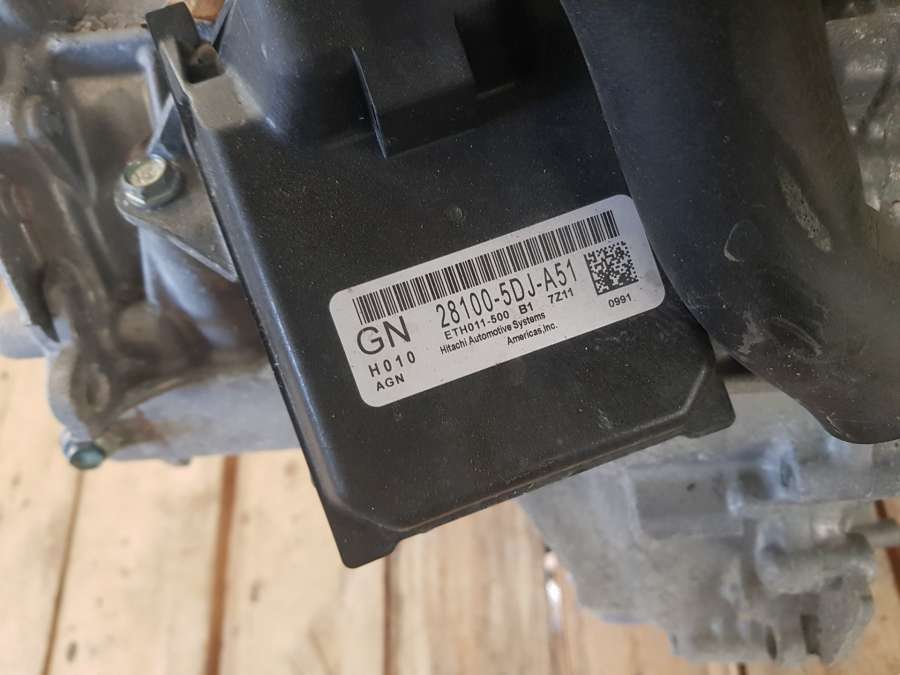 28100-5DJ-A51
GN
ETH011-500 B1 7Z11
H010
Hitachi Automotive Systems
Americas,Inc.
AGN
0991